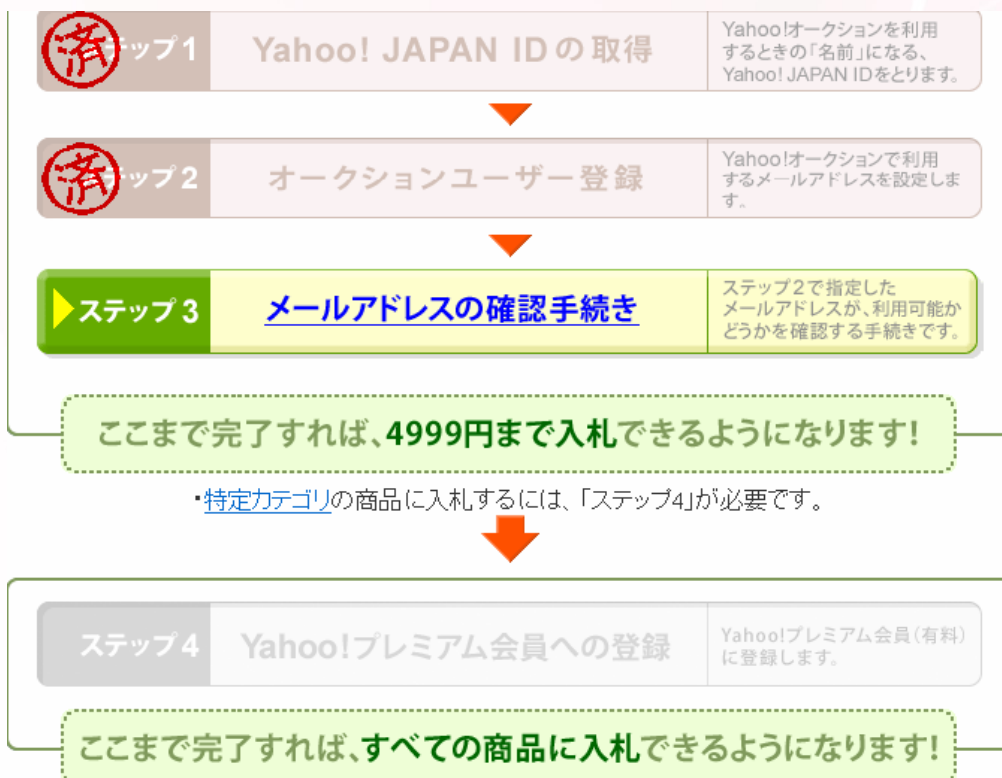 済
ステップ 1
Yahoo! JAPAN IDの取得
Yahoo!オークションを利用
するときの「名前」になる、
Yahoo! JAPAN IDをとります。
済
ステップ 2
オークションユーザー登録
Yahoo!オークションで利用
するメールアドレスを設定しま
す。
ステップ 3
メールアドレスの確認手続き
ステップ2で指定した
メールアドレスが、利用可能か
どうかを確認する手続きです。
ここまで完了すれば、4999円まで入札できるようになります!
・特定カテゴリの商品に入札するには、「ステップ4」が必要です。
ステップ 4
Yahoo!プレミアム会員への登録
Yahoo!プレミアム会員(有料)
に登録します。
ここまで完了すれば、すべての商品に入札できるようになります!